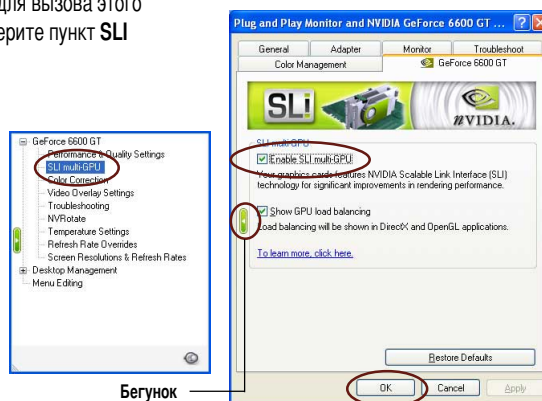 для вызова этого
ерите пункт SLI
GeForce 6600 GT
Performance & Quality Settings
SLI multi-GPU
Color Correction
Video Overlay Settings
Troubleshooting
NVRotate
Temperature Settings
Refresh Rate Overrides
Screen Resolutions & Refresh Rates
Desktop Management
Menu Editing
Plug and Play Monitor and NVIDIA GeForce 6600 GT ...
General Adapter Monitor Troubleshoot
Color Management GeForce 6600 GT
SLI
nVIDIA.
SLI multi-GPU
Enable SLI multi-GPU
Your graphics cards features NVIDIA Scalable Link Interface (SLI)
technology for significant improvements in rendering performance.
Show GPU load balancing
Load balancing will be shown in DirectX and OpenGL applications.
To learn more, click here.
Restore Defaults
OK Cancel Apply
Бегунок